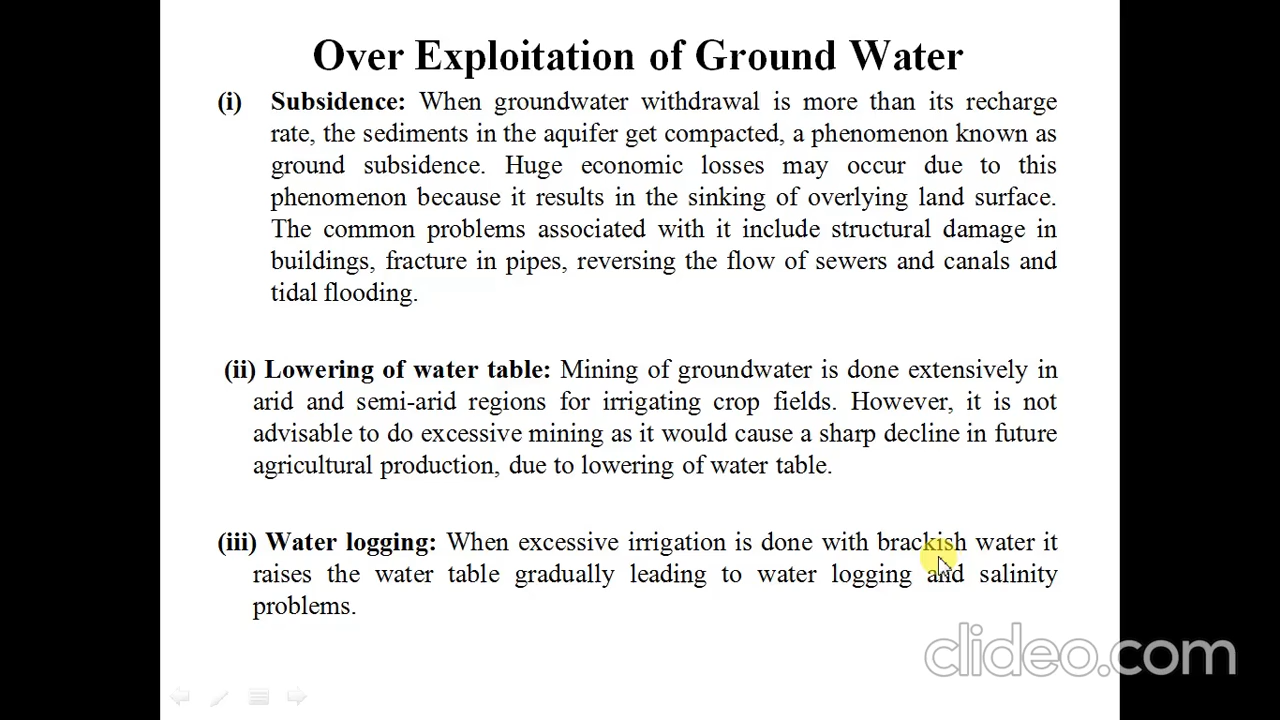 Over Exploitation of Ground Water
(i) Subsidence: When groundwater withdrawal is more than its recharge
rate, the sediments in the aquifer get compacted, a phenomenon known as
ground subsidence. Huge economic losses may occur due to this
phenomenon because it results in the sinking of overlying land surface.
The common problems associated with it include structural damage in
buildings, fracture in pipes, reversing the flow of sewers and canals and
tidal flooding.
(ii) Lowering of water table: Mining of groundwater is done extensively in
arid and semi-arid regions for irrigating crop fields. However, it is not
advisable to do excessive mining as it would cause a sharp decline in future
agricultural production, due to lowering of water table.
(iii) Water logging: When excessive irrigation is done with brackish water it
raises the water table gradually leading to water logging and salinity
problems.
clideo.com